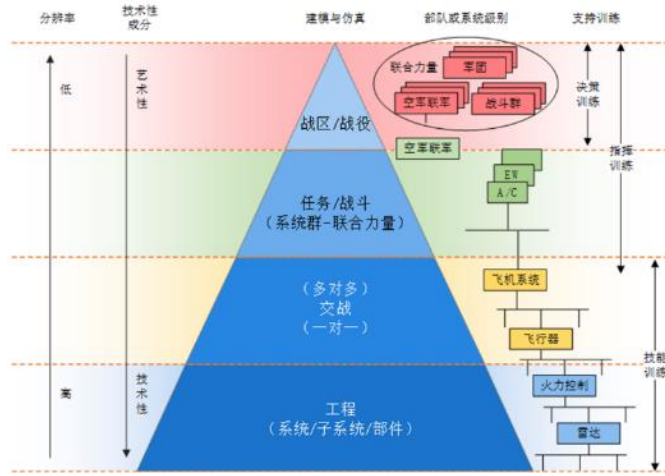 分辨率
技术性
成分
建模与仿真
部队或系统级别
支持训练
低
艺术性
联合力量
军团
空军联军
战斗群
决策
训练
战区/战役
空军联军
指挥
训练
EW
A/C
任务/战斗
(系统群-联合力量)
(多对多)
交战
(一对一)
飞机系统
飞行器
技能
训练
高
技术性
工程
(系统/子系统/部件)
火力控制
雷达